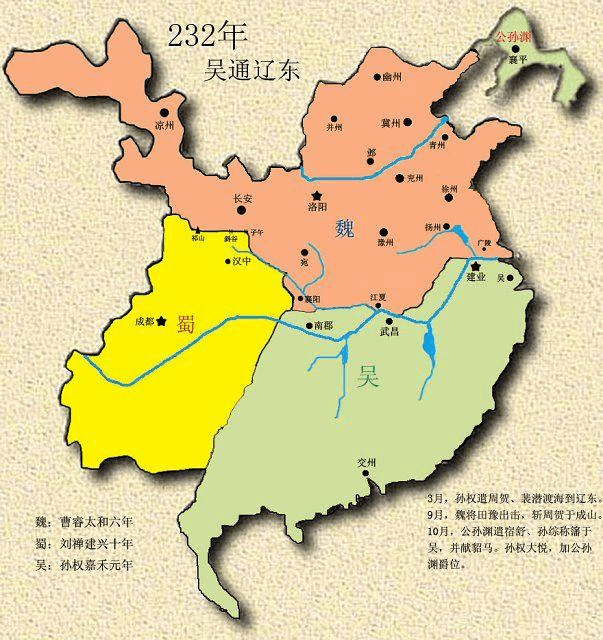 232年
吴通辽东
公孙渊
襄平
幽州
凉州
并州
冀州
青州
邺
兖州
徐州
长安
洛阳
魏
豫州
扬州
广陵
祁山
斜谷
子午
汉中
宛
建业
吴
襄阳
江夏
成都
蜀
南郡
武昌
吴
交州
魏：曹睿太和六年
蜀：刘禅建兴十年
吴：孙权嘉禾元年
3月，孙权遣周贺、裴潜渡海到辽东。
9月，魏将田豫出击，斩周贺于成山。
10月，公孙渊遣宿舒、孙综称藩于
吴，并献貂马。孙权大悦，加公孙
渊爵位。